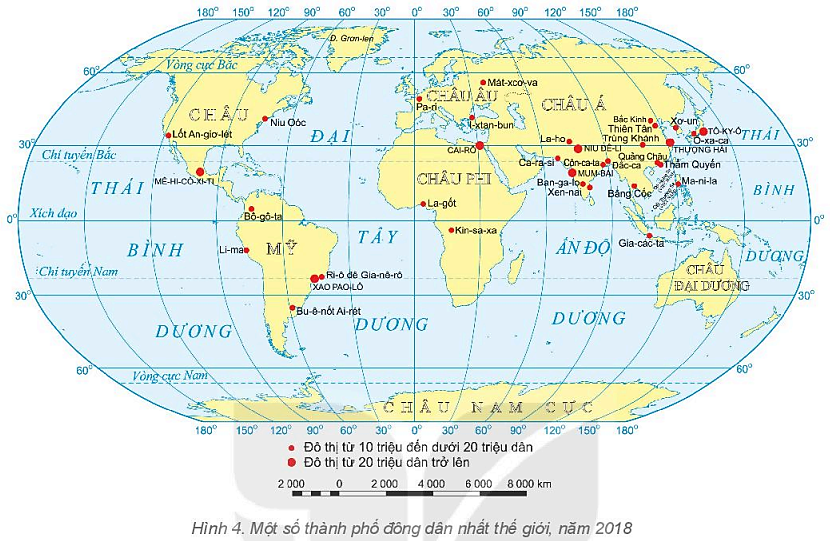 180° 150° 120° 90° 60° 30° 0° 30° 60° 90° 120° 150° 180°
D. Grơn-len
Vòng cực Bắc
60° 60°
CHÂU ÂU
Mát-xcơ-va
Pa-ri
I-xtan-bun
CHÂU Á
CHÂU
Niu Oóc
Lốt An-giơ-lét
ĐẠI
Bắc Kinh
Xơ-un
Thiên Tân
TÔ-KY-Ô
THÁI
Trùng Khánh
Ô-xa-ca
La-ho
NIU ĐÊ-LI
THƯỢNG HẢI
30° 30°
CAI-RÔ
Chí tuyến Bắc
Ca-ra-si
Côn-ca-ta
Quảng Châu
Đắc-ca
Thâm Quyến
MUM-BAI
MÊ-HI-CÔ XI-TI
CHÂU PHI
Ban-ga-lo
Xen-nai
Băng Cốc
Ma-ni-la
THÁI
BÌNH
La-gốt
Xích đạo
Bô-gô-ta
0° 0°
Kin-sa-xa
TÂY
Gia-các-ta
BÌNH
Li-ma
MỸ
ẤN ĐỘ
DƯƠNG
Chí tuyến Nam
Ri-ô đê Gia-nê-rô
XAO PAO-LÔ
CHÂU
ĐẠI DƯƠNG
30° 30°
Bu-ê-nốt Ai-rét
DƯƠNG
DƯƠNG
DƯƠNG
60° 60°
Vòng cực Nam
CHÂU NAM CỰC
180° 150° 120° 90° 60° 30° 0° 30° 60° 90° 120° 150° 180°
Đô thị từ 10 triệu đến dưới 20 triệu dân
Đô thị từ 20 triệu dân trở lên
2 000 0 2 000 4 000 6 000 8 000 km
Hình 4. Một số thành phố đông dân nhất thế giới, năm 2018